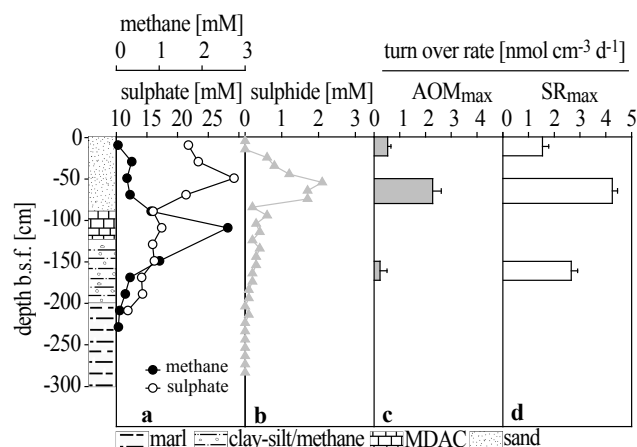 methane [mM] turn over rate [nmol cm-3 d-1]
0 1 2 3
sulphate [mM] sulphide [mM] AOMmax SRmax
10 15 20 25 0 1 2 3 0 1 2 3 4 0 1 2 3 4 5
0
-50
-100
-150
-200
-250
-300
depth b.s.f. [cm]
methane
sulphate
a b c d
marl clay-silt/methane MDAC sand